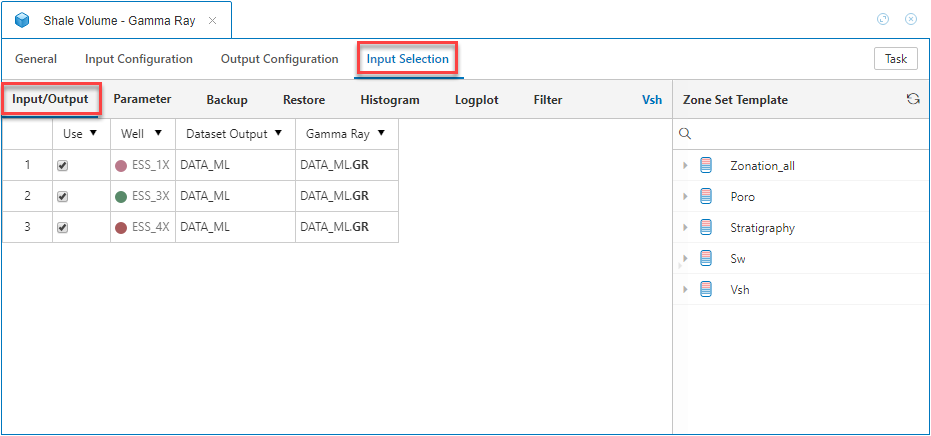 Shale Volume - Gamma Ray
General Input Configuration Output Configuration Input Selection Task
Input/Output Parameter Backup Restore Histogram Logplot Filter Vsh Zone Set Template
Use Well Dataset Output Gamma Ray
1 ESS_1X DATA_ML DATA_ML.GR
2 ESS_3X DATA_ML DATA_ML.GR
3 ESS_4X DATA_ML DATA_ML.GR
Zonation_all
Poro
Stratigraphy
Sw
Vsh